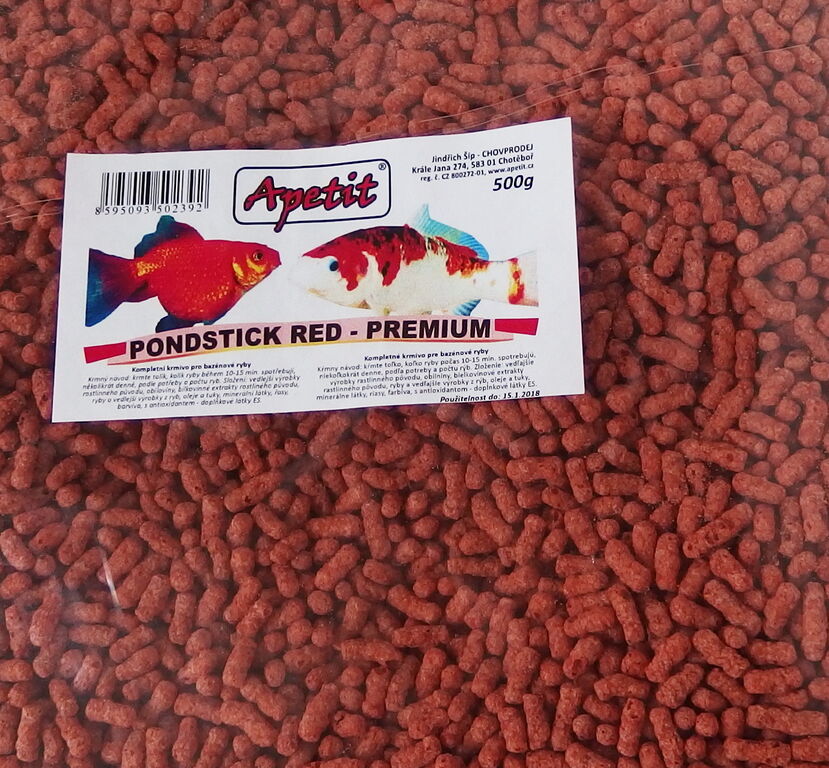 8 595093 502392
Apetit®
Jindřich Šíp - CHOVPRODEJ
Krále Jana 274, 583 01 Chotěboř
reg. č. CZ 800272-01, www.apetit.cz
500g
PONDSTICK RED - PREMIUM
Kompletní krmivo pro bazénové ryby
Krmný návod: krmte tolik, kolik ryby během 10-15 min. spotřebují,
několikrát denně, podle potřeby a počtu ryb. Složení: vedlejší výrobky
rostlinného původu, obiloviny, bílkovinné extrakty rostlinného původu,
ryby a vedlejší výrobky z ryb, oleje a tuky, minerální látky, řasy,
barviva, s antioxidantem - doplňkové látky ES.
Kompletné krmivo pre bazénové ryby
Krmný návod: kŕmte toľko, koľko ryby počas 10-15 min. spotrebujú,
niekoľkokrát denne, podľa potreby a počtu rýb. Zloženie: vedľajšie
výrobky rastlinného pôvodu, obilniny, bielkovinové extrakty
rastlinného pôvodu, ryby a vedľajšie výrobky z rýb, oleje a tuky,
minerálne látky, riasy, farbivá, s antioxidantom - doplnkové látky ES.
Použitelnost do: 15.1.2018